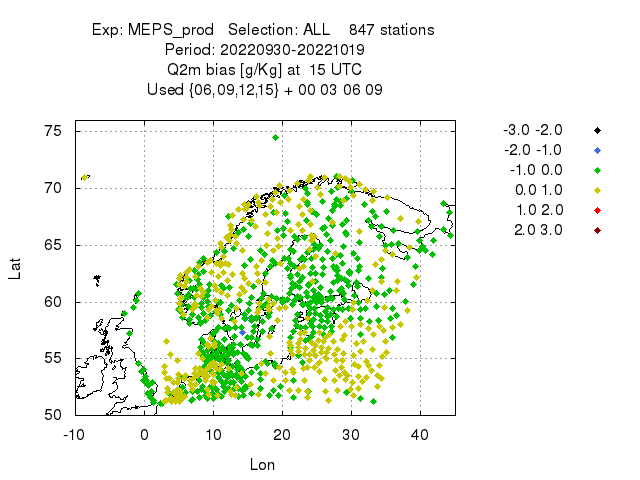 Exp: MEPS_prod   Selection: ALL    847 stations
Period: 20220930-20221019
Q2m bias [g/Kg] at  15 UTC
Used {06,09,12,15} + 00 03 06 09
-3.0 -2.0
-2.0 -1.0
-1.0 0.0
0.0 1.0
1.0 2.0
2.0 3.0
75
70
65
60
55
50
Lat
-10 0 10 20 30 40
Lon